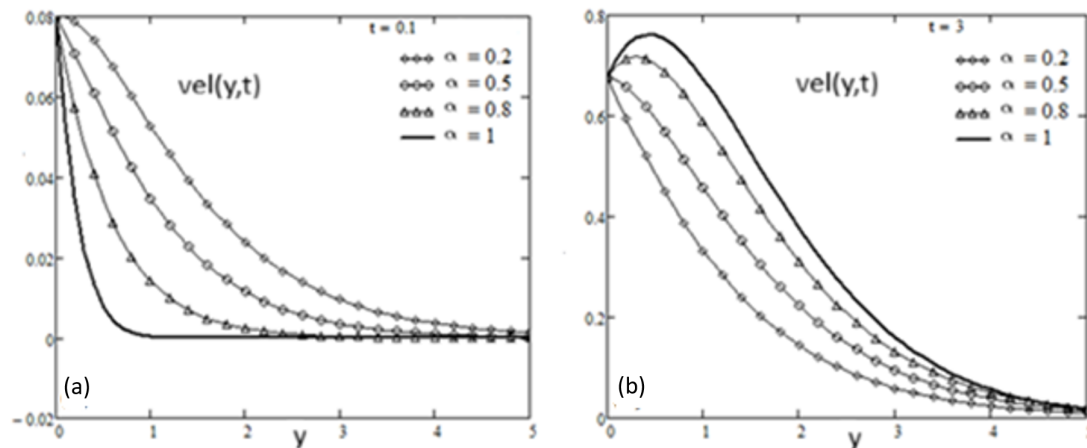 t = 0.1
α = 0.2
α = 0.5
α = 0.8
α = 1
vel(y,t)
0.08
0.06
0.04
0.02
0
−0.02
(a)
0 1 2 3 4 5
y
t = 3
α = 0.2
α = 0.5
α = 0.8
α = 1
vel(y,t)
0.8
0.6
0.4
0.2
0
(b)
0 1 2 3 4
y